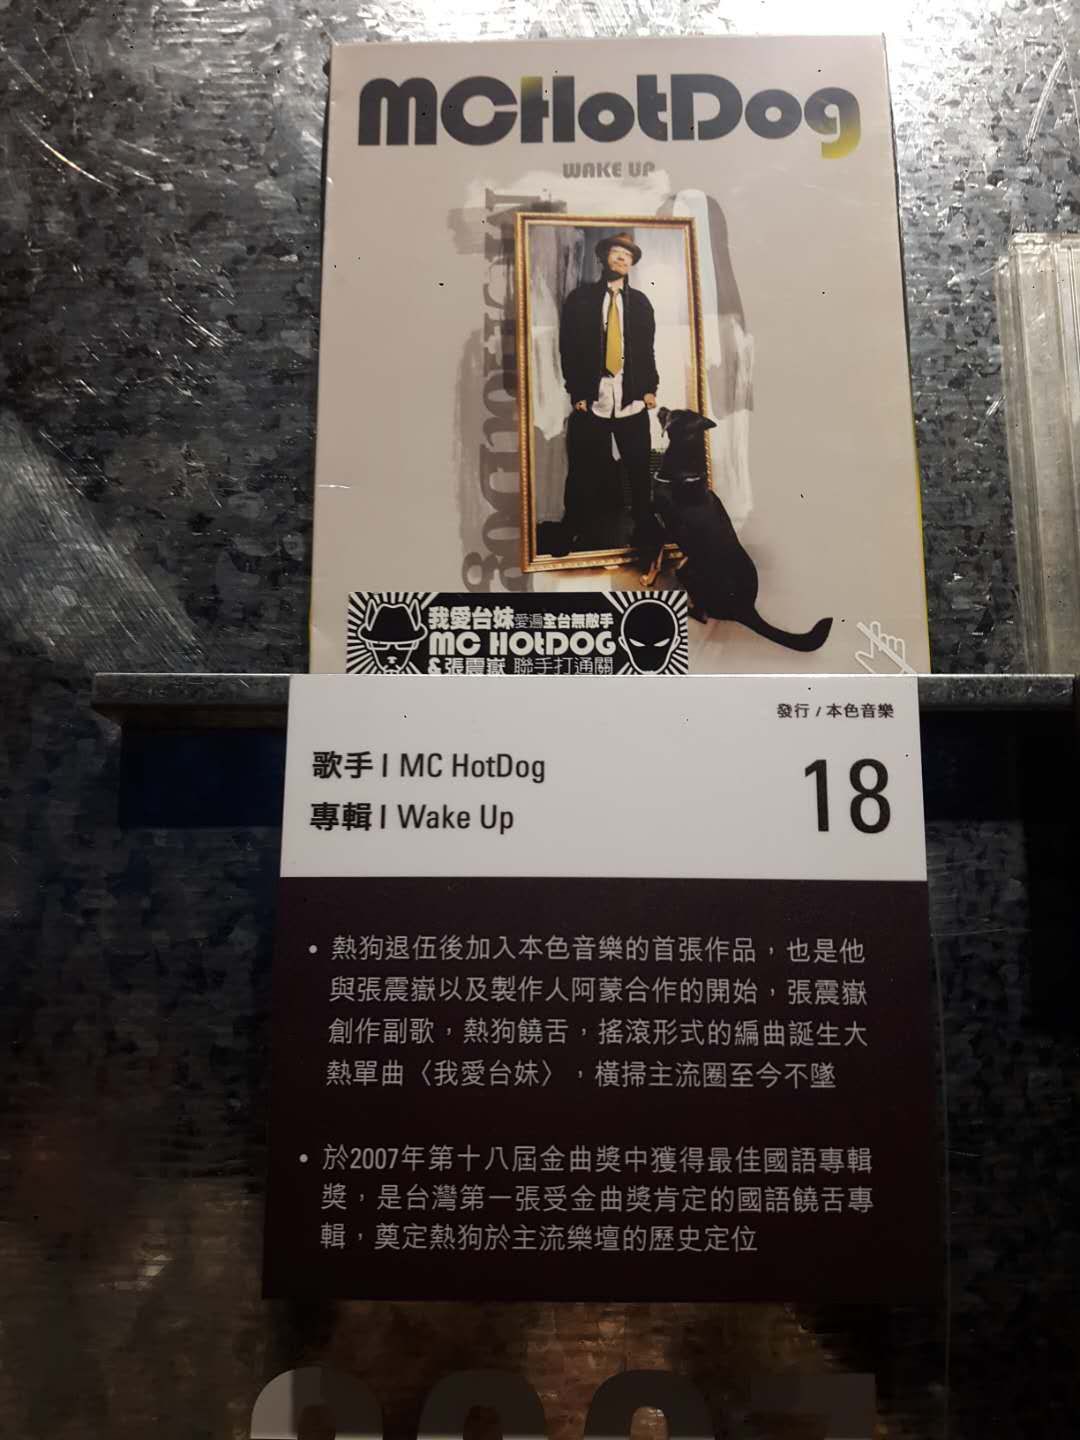 MCHotDog
WAKE UP
MCHotDog
我愛台妹愛遍全台無敵手
MC HOtDOG
&張震嶽 聯手打通關
發行 / 本色音樂
歌手 | MC HotDog
18
專輯 | Wake Up
• 熱狗退伍後加入本色音樂的首張作品，也是他
與張震嶽以及製作人阿蒙合作的開始，張震嶽
創作副歌，熱狗饒舌，搖滾形式的編曲誕生大
熱單曲〈我愛台妹〉，橫掃主流圈至今不墜
• 於2007年第十八屆金曲獎中獲得最佳國語專輯
獎，是台灣第一張受金曲獎肯定的國語饒舌專
輯，奠定熱狗於主流樂壇的歷史定位